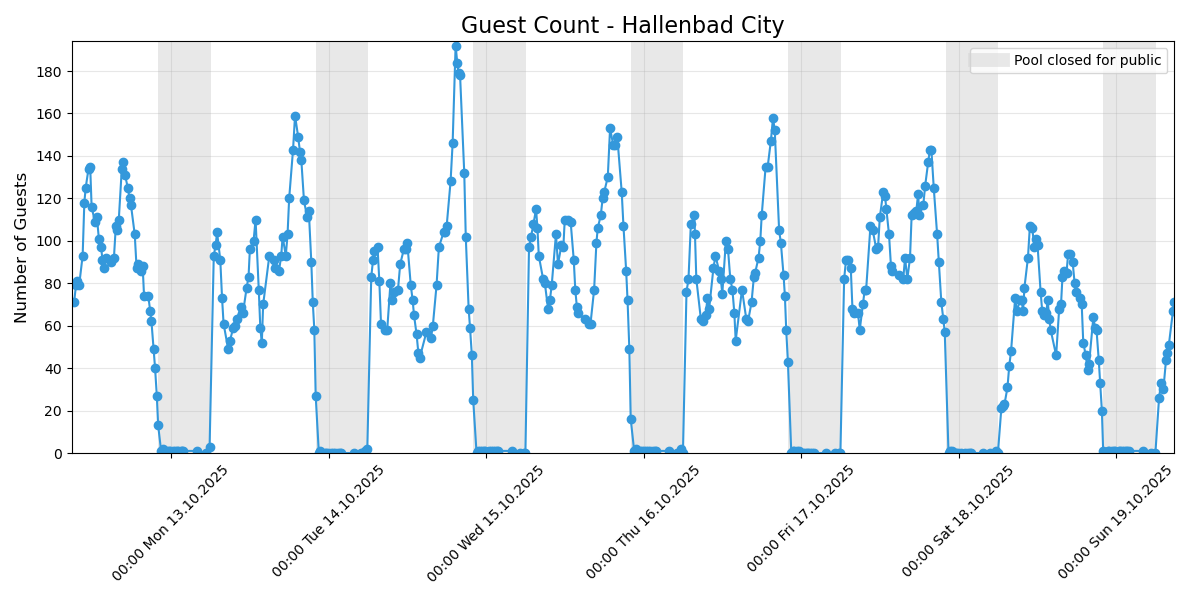 Guest Count - Hallenbad City
Pool closed for public
Number of Guests
180
160
140
120
100
80
60
40
20
0
00:00 Mon 13.10.2025
00:00 Tue 14.10.2025
00:00 Wed 15.10.2025
00:00 Thu 16.10.2025
00:00 Fri 17.10.2025
00:00 Sat 18.10.2025
00:00 Sun 19.10.2025